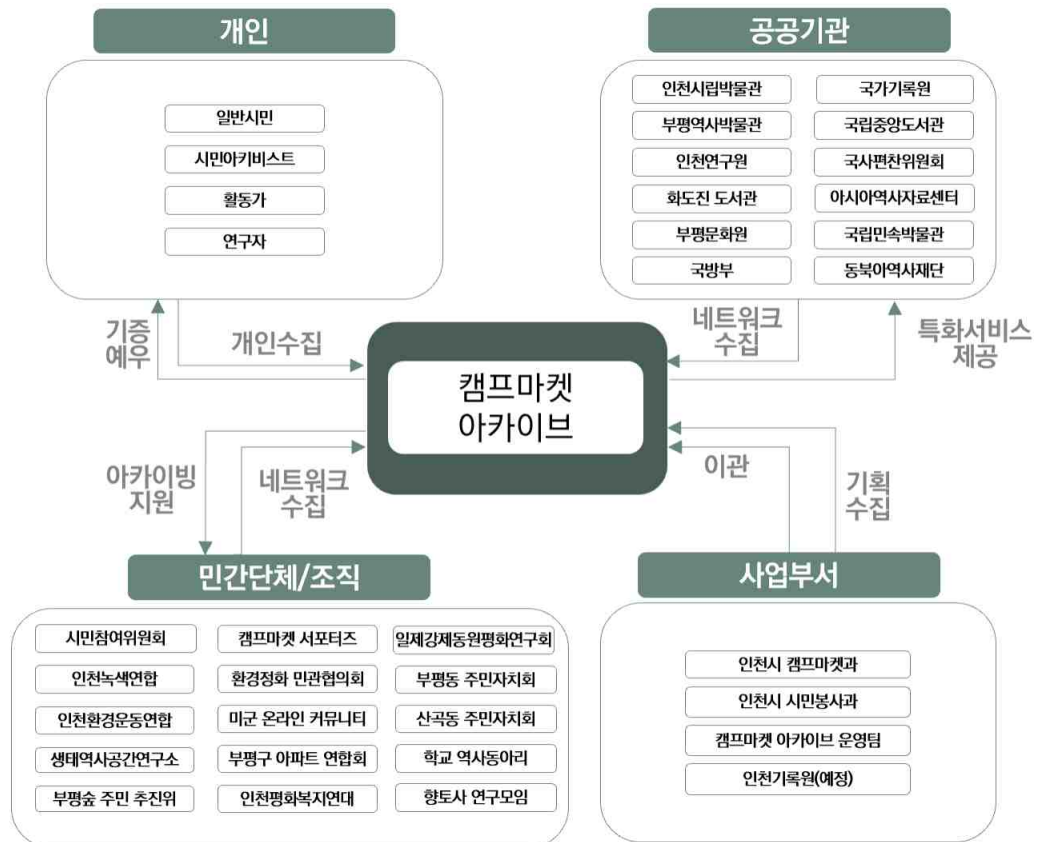 개인
일반시민
시민아키비스트
활동가
연구자
공공기관
인천시립박물관
국가기록원
부평역사박물관
국립중앙도서관
인천연구원
국사편찬위원회
화도진 도서관
아시아역사자료센터
부평문화원
국립민속박물관
국방부
동북아역사재단
기증
예우
개인수집
네트워크
수집
특화서비스
제공
캠프마켓
아카이브
아카이빙
지원
네트워크
수집
이관
기획
수집
민간단체/조직
시민참여위원회
캠프마켓 서포터즈
일제강제동원평화연구회
인천녹색연합
환경정화 민관협의회
부평동 주민자치회
인천환경운동연합
미군 온라인 커뮤니티
산곡동 주민자치회
생태역사공간연구소
부평구 아파트 연합회
학교 역사동아리
부평숲 주민 추진위
인천평화복지연대
향토사 연구모임
사업부서
인천시 캠프마켓과
인천시 시민봉사과
캠프마켓 아카이브 운영팀
인천기록원(예정)